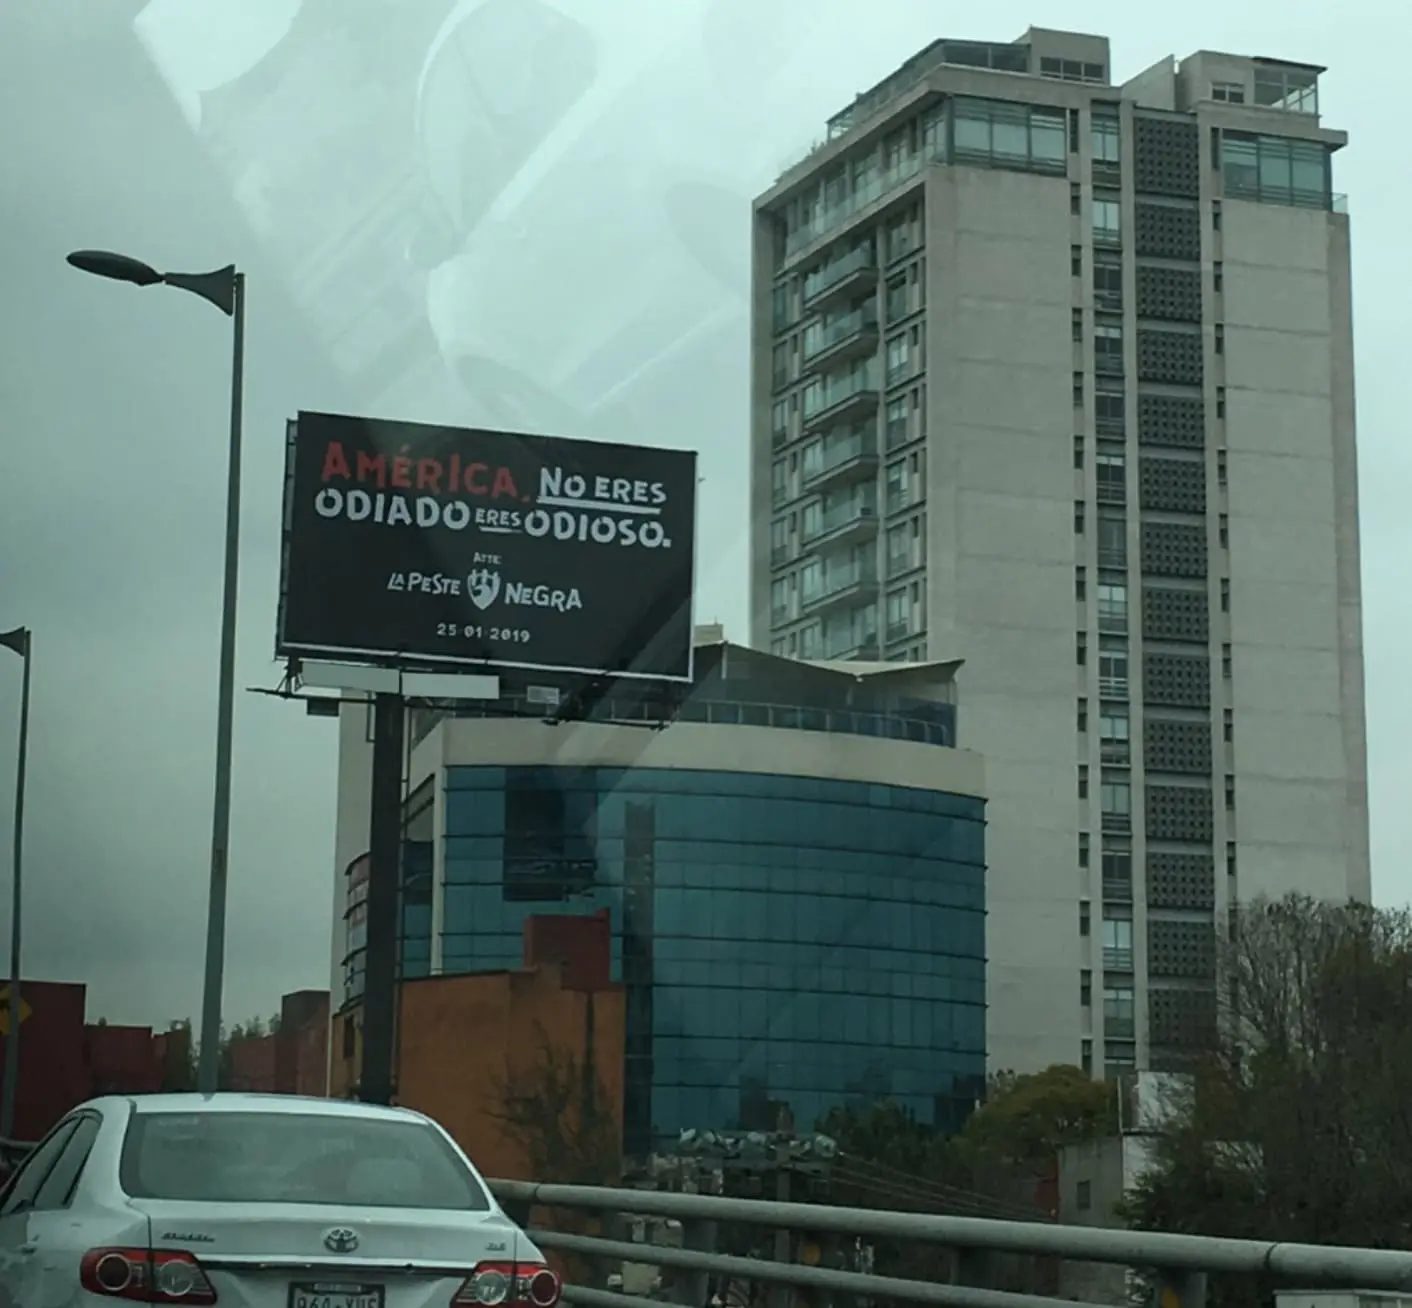 AMÉRICA. NO ERES
ODIADO ERES ODIOSO.
ATTE:
LA PESTE NEGRA
25·01·2019